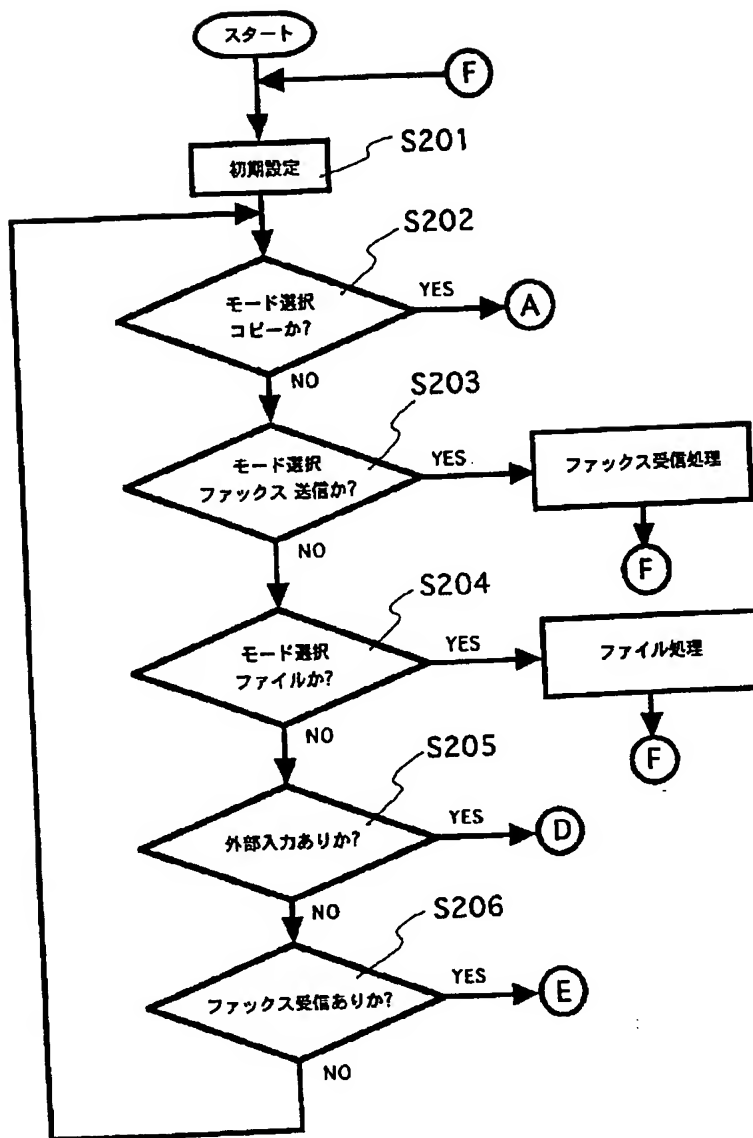 スタート
F
S201
初期設定
S202
モード選択
コピーか?
YES
A
NO
S203
モード選択
ファックス 送信か?
YES
ファックス受信処理
NO
F
S204
モード選択
ファイルか?
YES
ファイル処理
NO
F
S205
外部入力ありか?
YES
D
NO
S206
ファックス受信ありか?
YES
E
NO